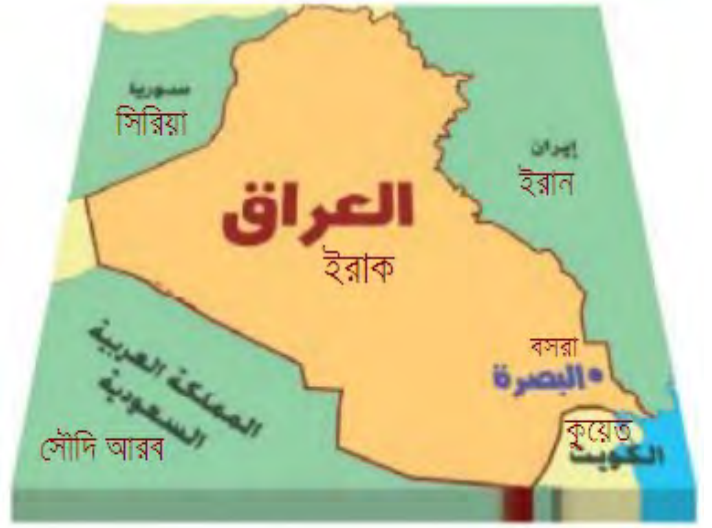 سوريا
সিরিয়া
إيران
ইরান
العراق
ইরাক
বসরা
البصرة
المملكة العربية
السعودية
সৌদি আরব
কুয়েত
الكويت